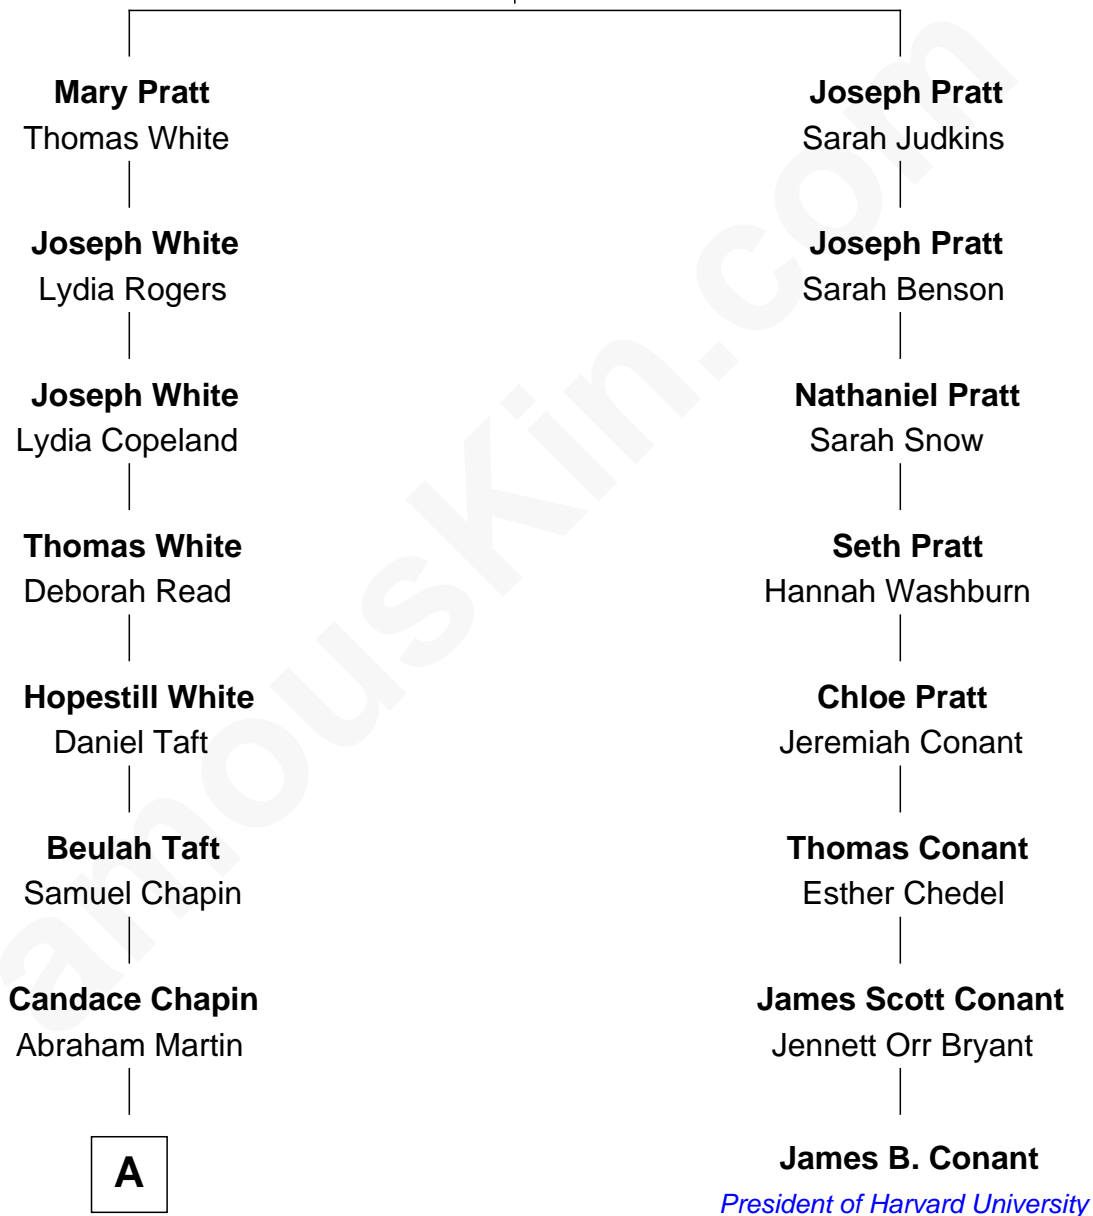 Mary Pratt
Thomas White
Joseph Pratt
Sarah Judkins
Joseph White
Lydia Rogers
Joseph Pratt
Sarah Benson
Joseph White
Lydia Copeland
Nathaniel Pratt
Sarah Snow
Thomas White
Deborah Read
Seth Pratt
Hannah Washburn
Hopestill White
Daniel Taft
Chloe Pratt
Jeremiah Conant
Beulah Taft
Samuel Chapin
Thomas Conant
Esther Chedel
Candace Chapin
Abraham Martin
James Scott Conant
Jennett Orr Bryant
A
James B. Conant
President of Harvard University
amouskin.com